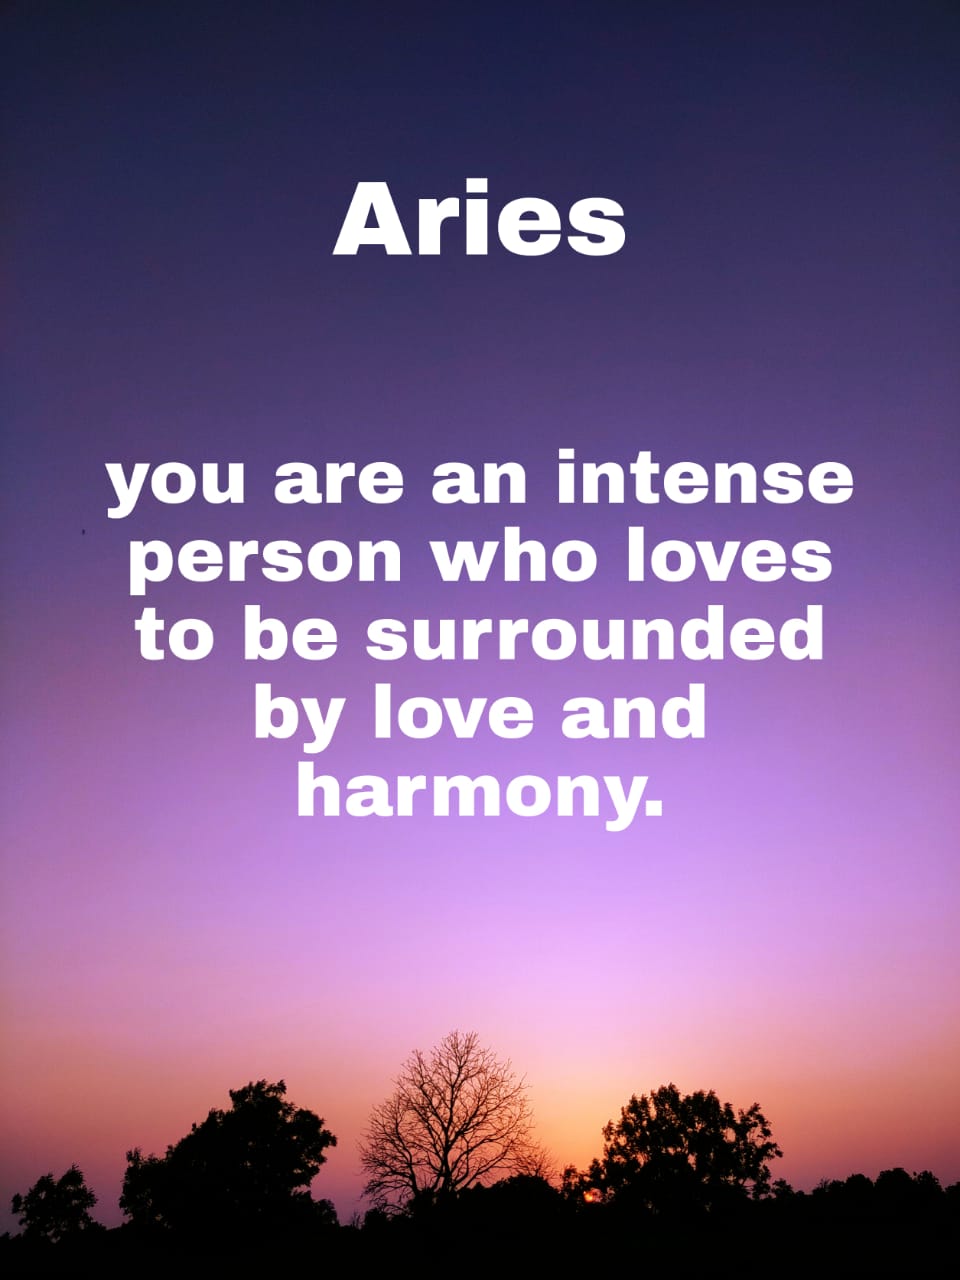 Aries
you are an intense
person who loves
to be surrounded
by love and
harmony.